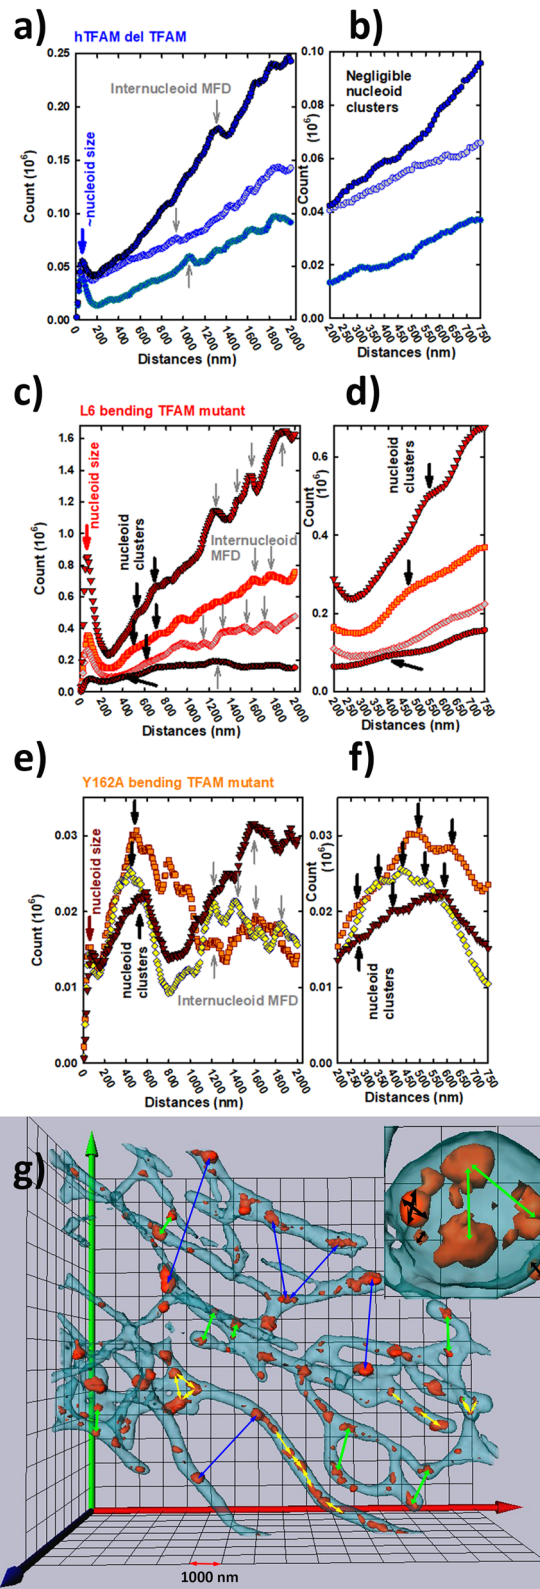 a)
b)
hTFAM del TFAM
0.25
0.20
0.15
0.10
0.05
0.00
Count (10⁶)
Internucleoid MFD
~nucleoid size
0
200
400
600
800
1000
1200
1400
1600
1800
2000
Distances (nm)
0.10
0.08
0.06
0.04
0.02
0.00
Count
(10⁶)
Negligible
nucleoid
clusters
200
250
300
350
400
450
500
550
600
650
700
750
Distances (nm)
c)
d)
L6 bending TFAM mutant
1.6
1.4
1.2
1.0
0.8
0.6
0.4
0.2
0.0
Count (10⁶)
nucleoid size
nucleoid
clusters
Internucleoid
MFD
0
200
400
600
800
1000
1200
1400
1600
1800
2000
Distances (nm)
0.6
0.4
0.2
0.0
Count
(10⁶)
nucleoid
clusters
200
250
300
350
400
450
500
550
600
650
700
750
Distances (nm)
e)
f)
Y162A bending TFAM mutant
0.03
0.02
0.01
0.00
Count (10⁶)
nucleoid size
nucleoid
clusters
Internucleoid MFD
0
200
400
600
800
1000
1200
1400
1600
1800
2000
Distances (nm)
0.03
0.02
0.01
0.00
Count
(10⁶)
nucleoid
clusters
200
250
300
350
400
450
500
550
600
650
700
750
Distances (nm)
g)
1000 nm